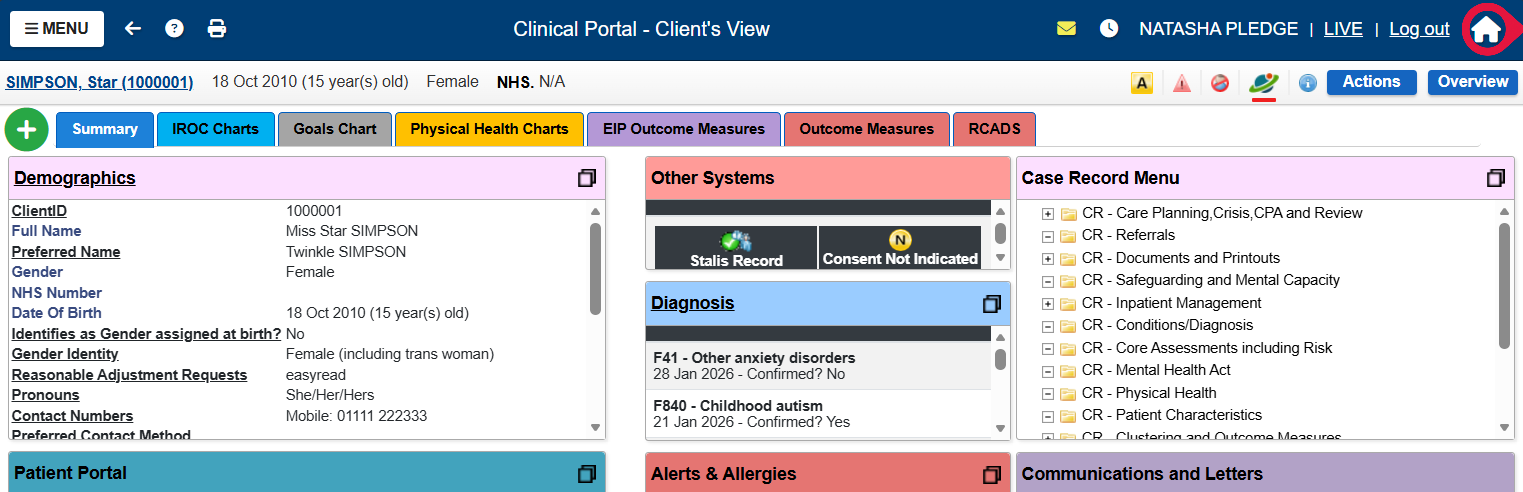 MENU ? Clinical Portal - Client's View NATASHA PLEDGE | LIVE | Log out
SIMPSON, Star (1000001) 18 Oct 2010 (15 year(s) old) Female NHS. N/A A i Actions Overview
+ Summary IROC Charts Goals Chart Physical Health Charts EIP Outcome Measures Outcome Measures RCADS
Demographics
ClientID 1000001
Full Name Miss Star SIMPSON
Preferred Name Twinkle SIMPSON
Gender Female
NHS Number
Date Of Birth 18 Oct 2010 (15 year(s) old)
Identifies as Gender assigned at birth? No
Gender Identity Female (including trans woman)
Reasonable Adjustment Requests easyread
Pronouns She/Her/Hers
Contact Numbers Mobile: 01111 222333
Preferred Contact Method
Patient Portal
Other Systems
Stalis Record
N
Consent Not Indicated
Diagnosis
F41 - Other anxiety disorders
28 Jan 2026 - Confirmed? No
F840 - Childhood autism
21 Jan 2026 - Confirmed? Yes
Alerts & Allergies
Case Record Menu
CR - Care Planning,Crisis,CPA and Review
CR - Referrals
CR - Documents and Printouts
CR - Safeguarding and Mental Capacity
CR - Inpatient Management
CR - Conditions/Diagnosis
CR - Core Assessments including Risk
CR - Mental Health Act
CR - Physical Health
CR - Patient Characteristics
CR - Clustering and Outcome Measures
Communications and Letters